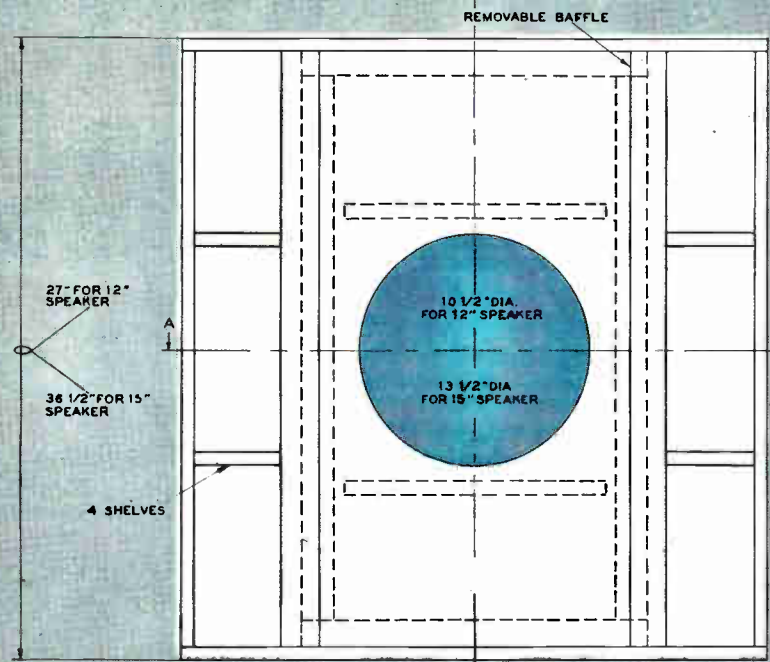 REMOVABLE BAFFLE
27" FOR 12"
SPEAKER
A
36 1/2" FOR 15"
SPEAKER
10 1/2" DIA.
FOR 12" SPEAKER
13 1/2" DIA
FOR 15" SPEAKER
4 SHELVES